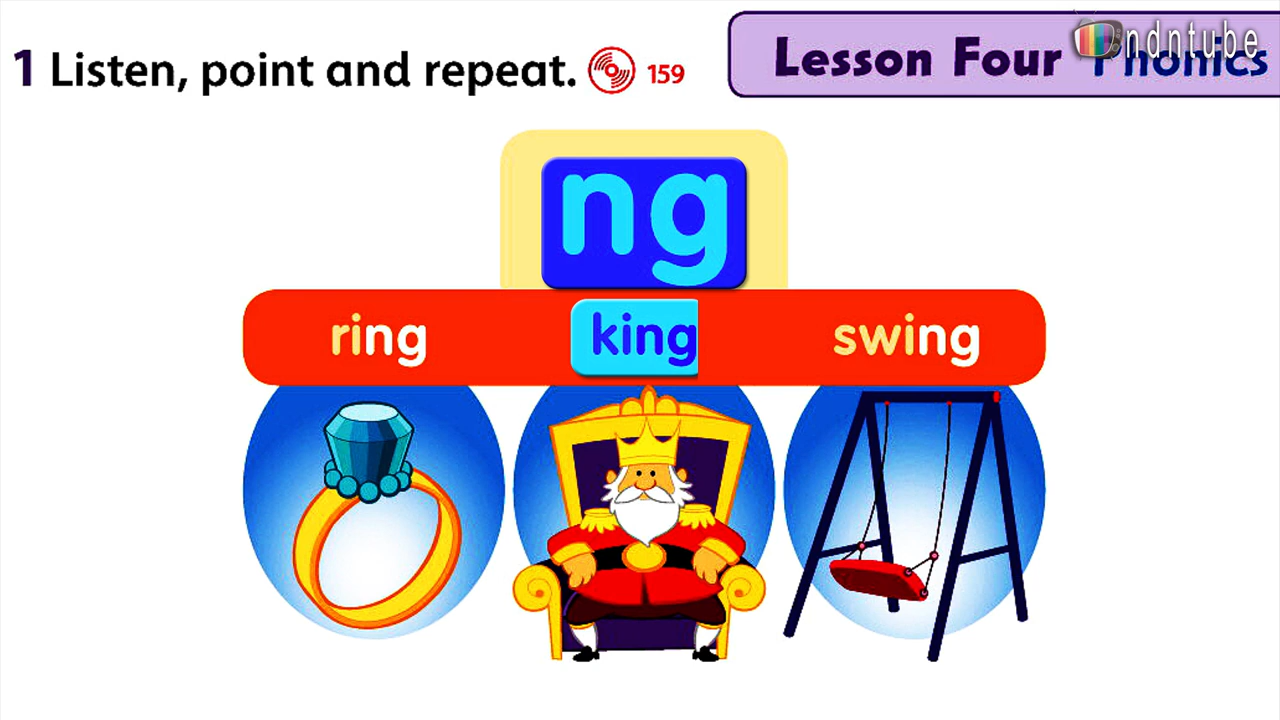 1 Listen, point and repeat. 159
Lesson Four Phonics
ndntube
ng
ring king swing